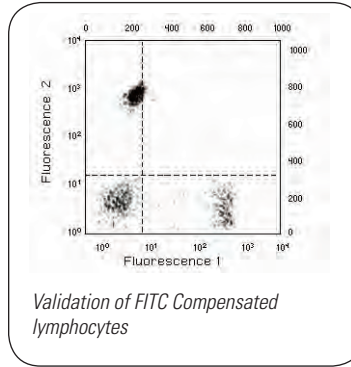 0 200 400 600 800 1000
10⁴
10³
10²
10¹
10⁰
Fluorescence 2
1000
800
600
400
200
0
10⁰ 10¹ 10² 10³ 10⁴
Fluorescence 1
Validation of FITC Compensated
lymphocytes